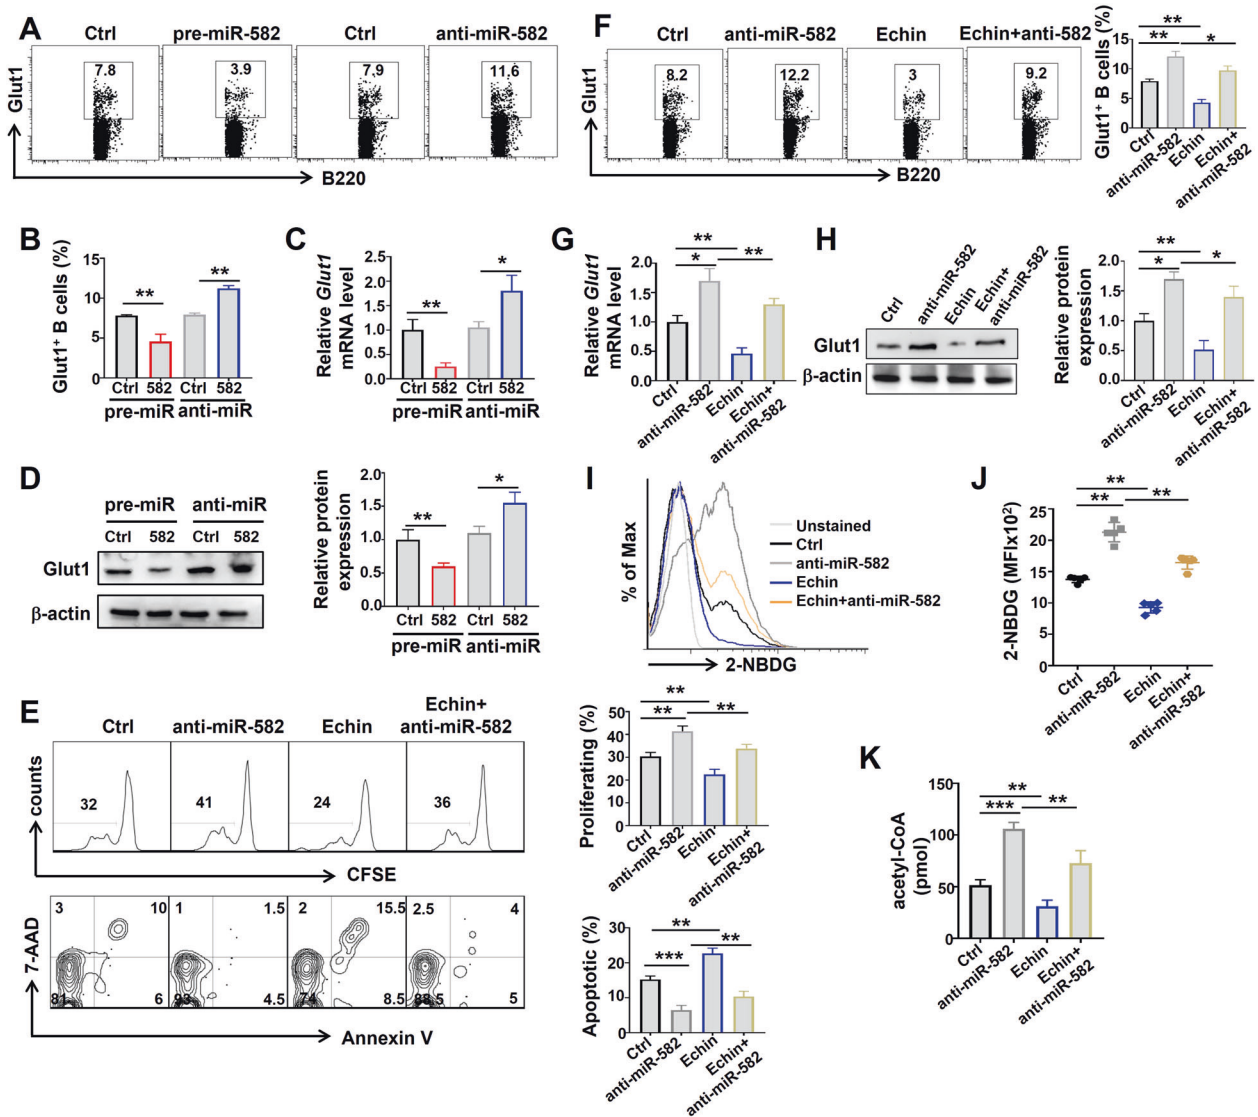 A
Ctrl
pre-miR-582
Ctrl
anti-miR-582
Glut1
7.8
3.9
7.9
11.6
B220
F
Ctrl
anti-miR-582
Echin
Echin+anti-582
Glut1
8.2
12.2
3
9.2
B220
Glut1+ B cells (%)
15
10
5
0
**
**
*
Ctrl
anti-miR-582
Echin
Echin+
anti-miR-582
B
Glut1+ B cells (%)
15
10
5
0
**
**
Ctrl 582 Ctrl 582
pre-miR anti-miR
C
Relative Glut1
mRNA level
2.5
2.0
1.5
1.0
0.5
0.0
**
*
Ctrl 582 Ctrl 582
pre-miR anti-miR
G
Relative Glut1
mRNA level
2.0
1.5
1.0
0.5
0.0
**
*
**
Ctrl
anti-miR-582
Echin
Echin+
anti-miR-582
H
Ctrl
anti-miR-582
Echin
Echin+
anti-miR-582
Glut1
β-actin
Relative protein
expression
2.0
1.5
1.0
0.5
0.0
**
*
*
Ctrl
anti-miR-582
Echin
Echin+
anti-miR-582
D
pre-miR anti-miR
Ctrl 582 Ctrl 582
Glut1
β-actin
Relative protein
expression
2.0
1.5
1.0
0.5
0.0
**
*
Ctrl 582 Ctrl 582
pre-miR anti-miR
I
% of Max
2-NBDG
Unstained
Ctrl
anti-miR-582
Echin
Echin+anti-miR-582
J
2-NBDG (MFIx10²)
25
20
15
10
5
0
**
**
**
Ctrl
anti-miR-582
Echin
Echin+
anti-miR-582
E
Ctrl
anti-miR-582
Echin
Echin+
anti-miR-582
counts
32
41
24
36
CFSE
7-AAD
3 10
81 6
1 1.5
93 4.5
2 15.5
74 8.5
2.5 4
88.5 5
Annexin V
Proliferating (%)
50
40
30
20
10
0
**
**
**
Ctrl
anti-miR-582
Echin
Echin+
anti-miR-582
Apoptotic (%)
30
20
10
0
**
***
**
Ctrl
anti-miR-582
Echin
Echin+
anti-miR-582
K
acetyl-CoA
(pmol)
150
100
50
0
**
***
**
Ctrl
anti-miR-582
Echin
Echin+
anti-miR-582